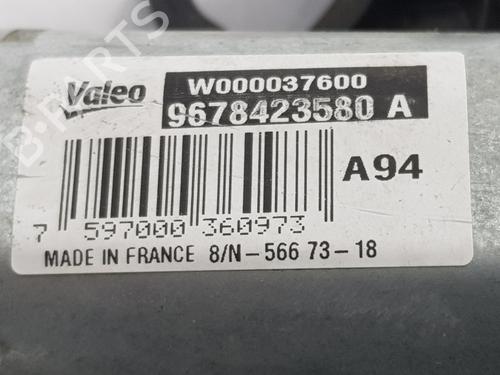 Valeo
W000037600
9678423580 A
A94
7 597000 360973
MADE IN FRANCE 8/N-566 73-18
B-PARTS